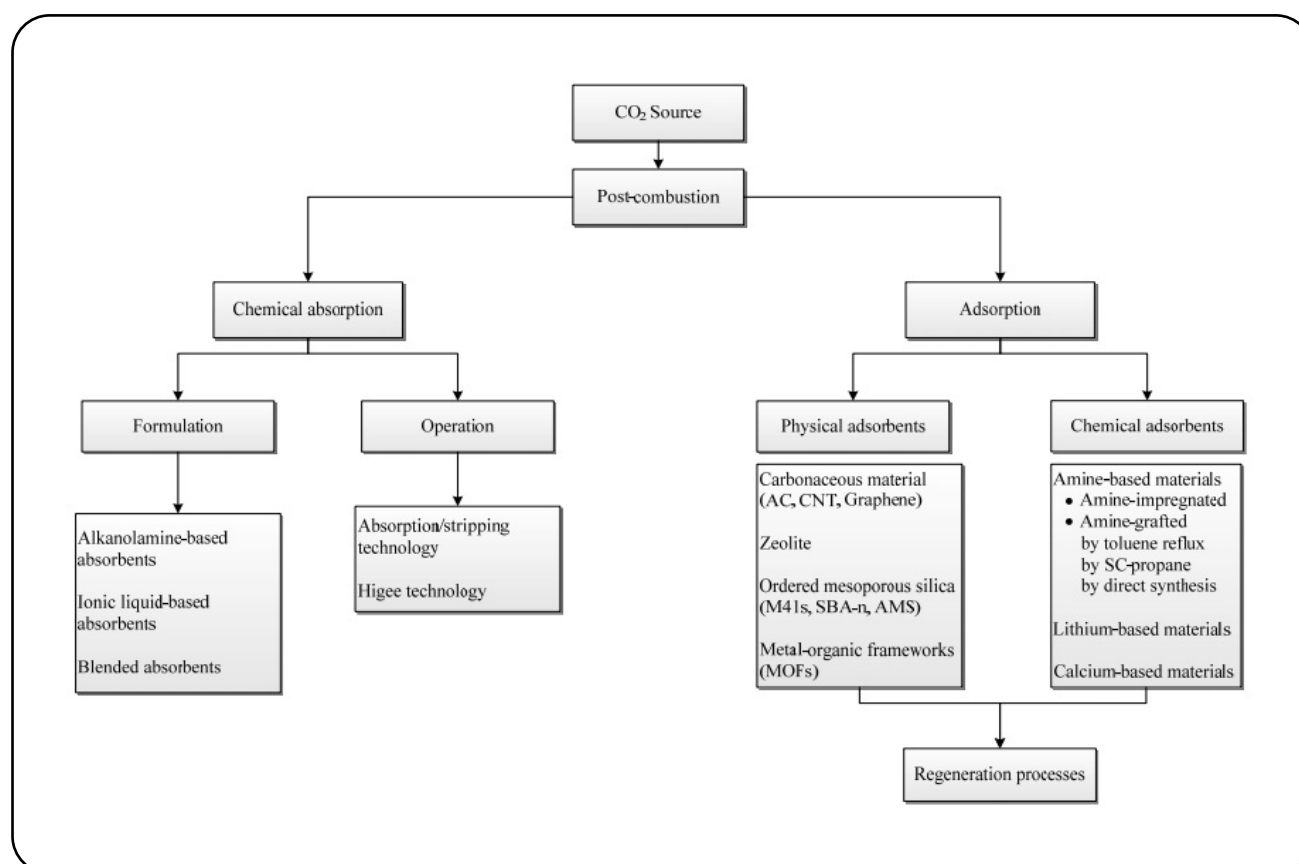 CO₂ Source
Post-combustion
Chemical absorption
Adsorption
Formulation
Operation
Physical adsorbents
Chemical adsorbents
Alkanolamine-based
absorbents
Ionic liquid-based
absorbents
Blended absorbents
Absorption/stripping
technology
Higee technology
Carbonaceous material
(AC, CNT, Graphene)
Zeolite
Ordered mesoporous silica
(M41s, SBA-n, AMS)
Metal-organic frameworks
(MOFs)
Amine-based materials
• Amine-impregnated
• Amine-grafted
by toluene reflux
by SC-propane
by direct synthesis
Lithium-based materials
Calcium-based materials
Regeneration processes